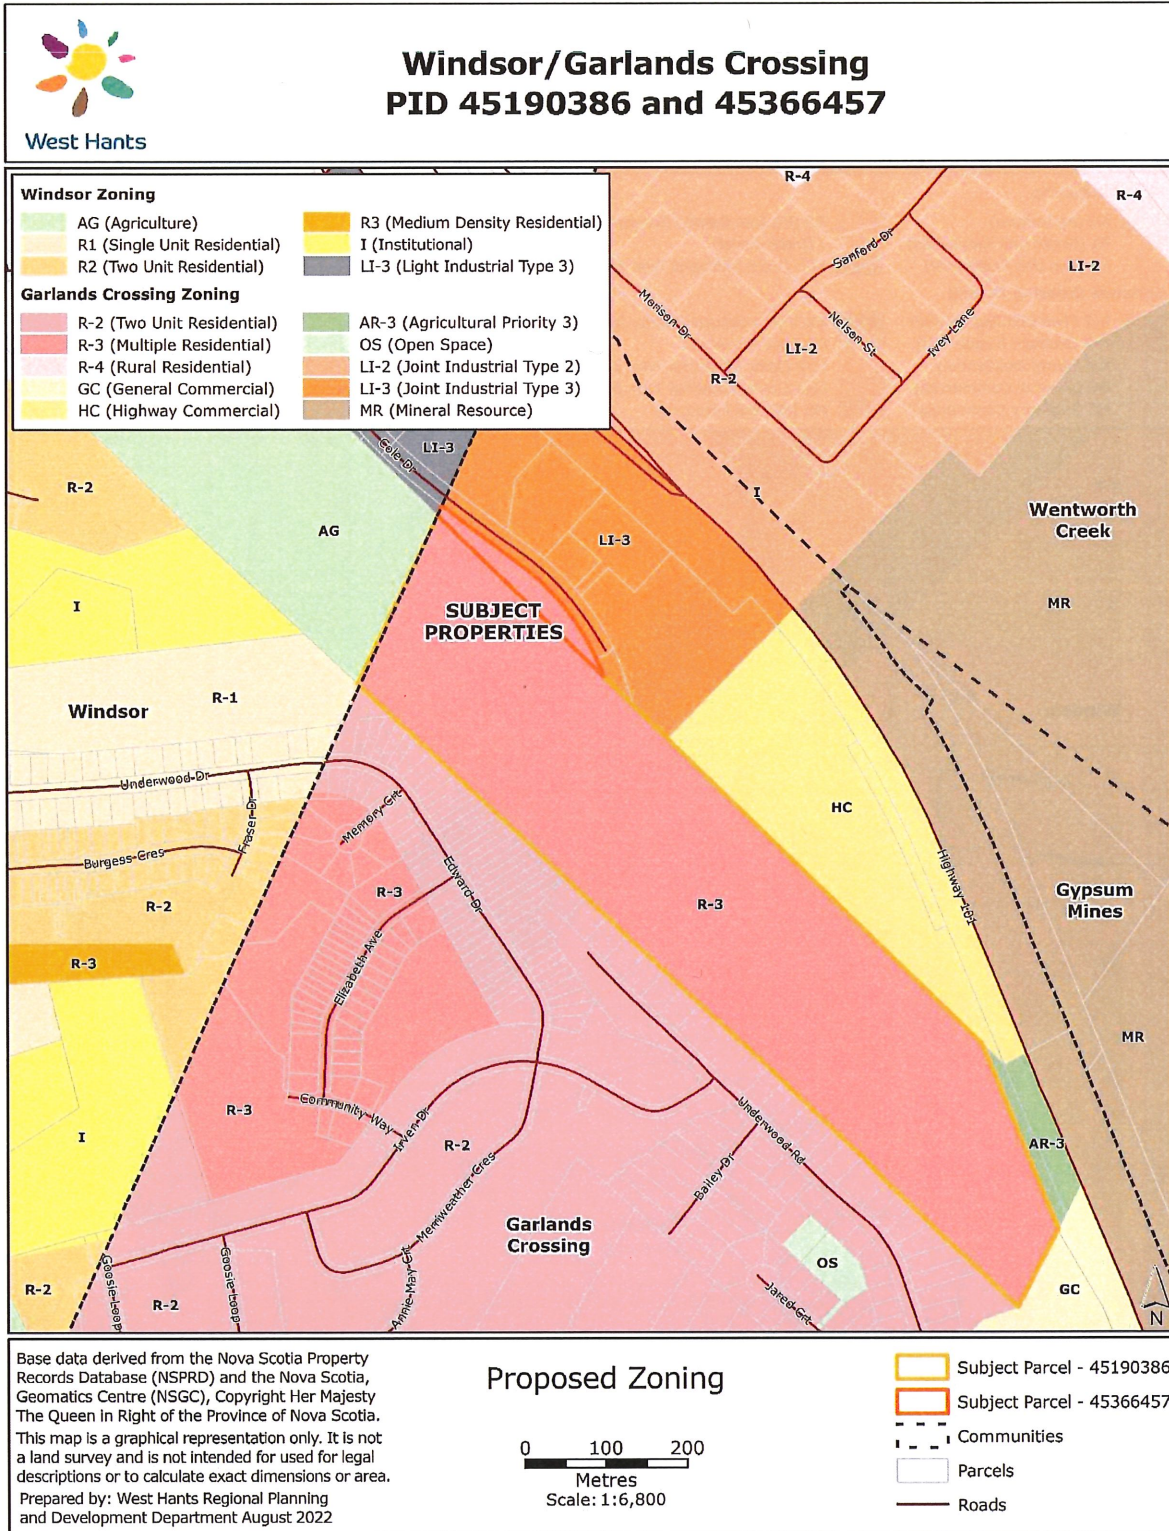 West Hants
Windsor/Garlands Crossing
PID 45190386 and 45366457
Windsor Zoning
AG (Agriculture)
R1 (Single Unit Residential)
R2 (Two Unit Residential)
R3 (Medium Density Residential)
I (Institutional)
LI-3 (Light Industrial Type 3)
Garlands Crossing Zoning
R-2 (Two Unit Residential)
R-3 (Multiple Residential)
R-4 (Rural Residential)
GC (General Commercial)
HC (Highway Commercial)
AR-3 (Agricultural Priority 3)
OS (Open Space)
LI-2 (Joint Industrial Type 2)
LI-3 (Joint Industrial Type 3)
MR (Mineral Resource)
R-4
R-4
Sanford Dr
LI-2
Morison Dr
Nelson St
Ivey Lane
LI-2
R-2
Cole Dr
LI-3
R-2
I
Wentworth
Creek
AG
LI-3
MR
I
SUBJECT
PROPERTIES
R-1
Windsor
Underwood Dr
Fraser Dr
Memory Crt
HC
Burgess Cres
Edward Dr
Highway 101
R-3
R-3
Gypsum
Mines
R-2
Elizabeth Ave
R-3
MR
Community Way
R-3
Irven Dr
Underwood Rd
I
R-2
AR-3
Bailey Dr
Merriweather Cres
Garlands
Crossing
OS
Goosie Loop
Goosie Loop
Annie May Crt
Jared Crt
R-2
R-2
GC
N
Base data derived from the Nova Scotia Property
Records Database (NSPRD) and the Nova Scotia,
Geomatics Centre (NSGC), Copyright Her Majesty
The Queen in Right of the Province of Nova Scotia.
This map is a graphical representation only. It is not
a land survey and is not intended for used for legal
descriptions or to calculate exact dimensions or area.
Prepared by: West Hants Regional Planning
and Development Department August 2022
Proposed Zoning
0 100 200
Metres
Scale: 1:6,800
Subject Parcel - 45190386
Subject Parcel - 45366457
Communities
Parcels
Roads